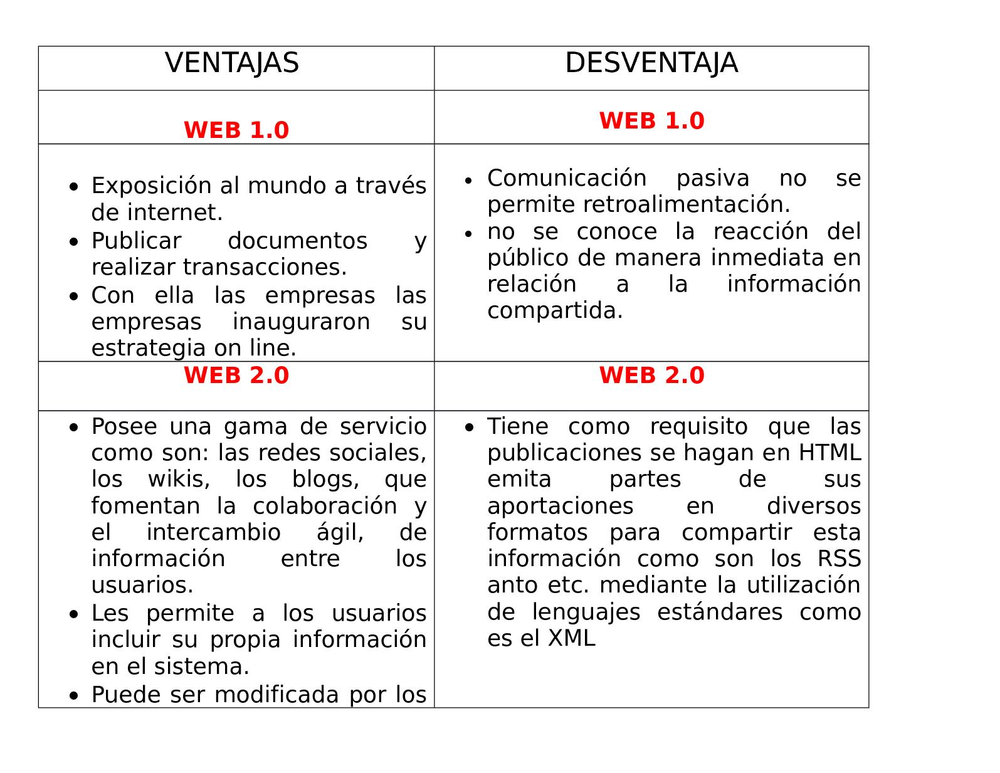 VENTAJAS
DESVENTAJA
WEB 1.0
WEB 1.0
• Exposición al mundo a través
de internet.
• Publicar documentos y
realizar transacciones.
• Con ella las empresas las
empresas inauguraron su
estrategia on line.
• Comunicación pasiva no se
permite retroalimentación.
• no se conoce la reacción del
público de manera inmediata en
relación a la información
compartida.
WEB 2.0
WEB 2.0
• Posee una gama de servicio
como son: las redes sociales,
los wikis, los blogs, que
fomentan la colaboración y
el intercambio ágil, de
información entre los
usuarios.
• Les permite a los usuarios
incluir su propia información
en el sistema.
• Puede ser modificada por los
• Tiene como requisito que las
publicaciones se hagan en HTML
emita partes de sus
aportaciones en diversos
formatos para compartir esta
información como son los RSS
anto etc. mediante la utilización
de lenguajes estándares como
es el XML